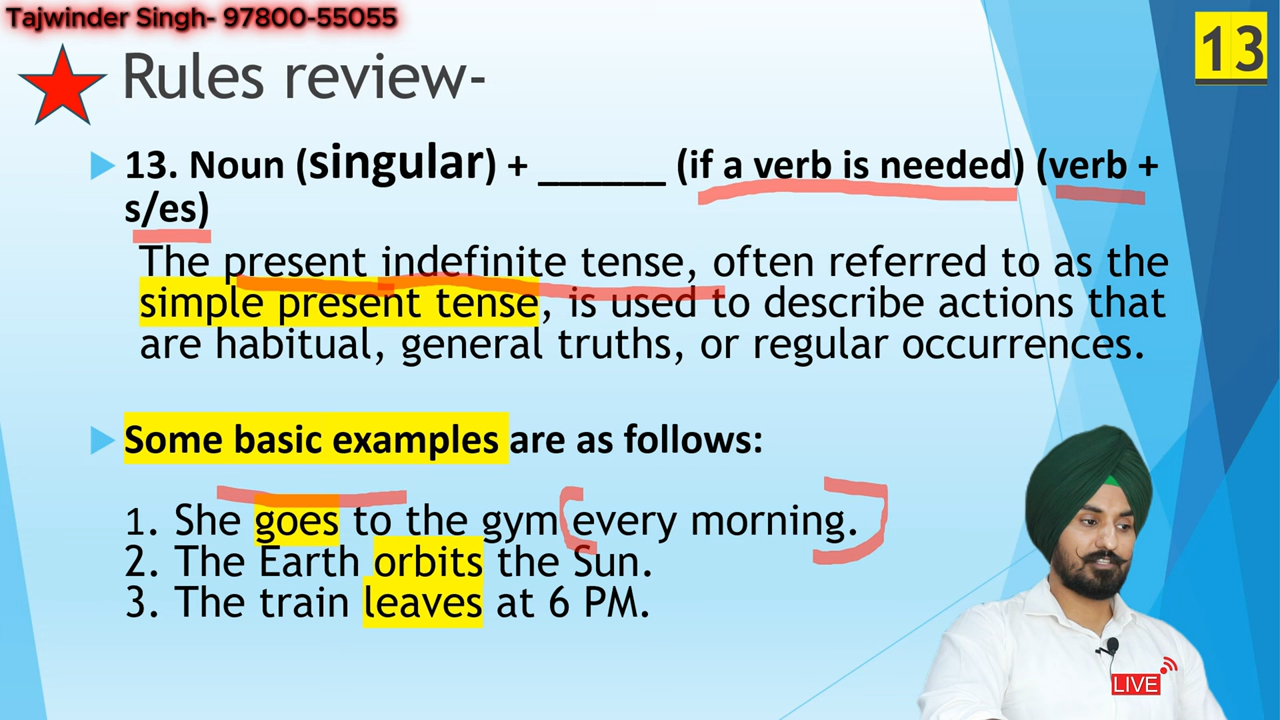 Tajwinder Singh- 97800-55055
13
Rules review-
13. Noun (singular) + ______ (if a verb is needed) (verb +
s/es)
The present indefinite tense, often referred to as the
simple present tense, is used to describe actions that
are habitual, general truths, or regular occurrences.
Some basic examples are as follows:
1. She goes to the gym every morning.
2. The Earth orbits the Sun.
3. The train leaves at 6 PM.
LIVE